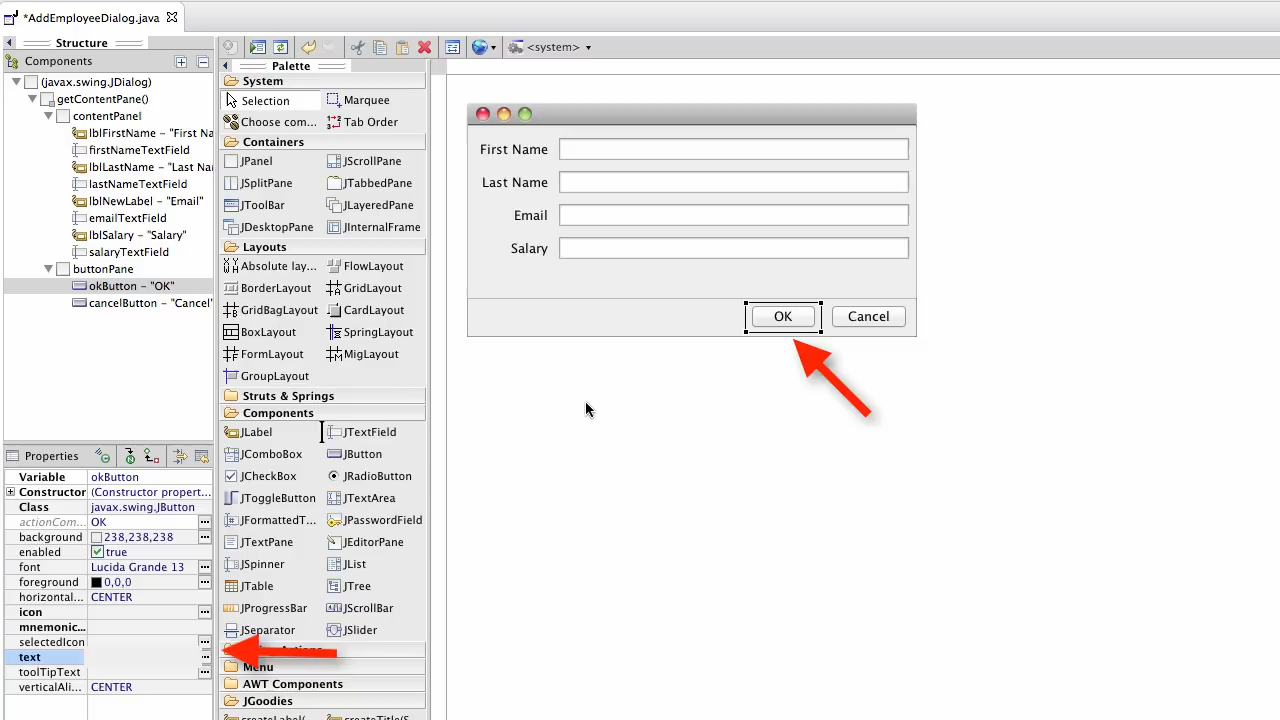 *AddEmployeeDialog.java
Structure
Components
(javax.swing.JDialog)
getContentPane()
contentPanel
lblFirstName – "First Na
firstNameTextField
lblLastName – "Last Nar
lastNameTextField
lblNewLabel – "Email"
emailTextField
lblSalary – "Salary"
salaryTextField
buttonPane
okButton – "OK"
cancelButton – "Cancel"
Properties
Variable okButton
Constructor (Constructor propert...
Class javax.swing.JButton
actionCom... OK
background 238,238,238
enabled true
font Lucida Grande 13
foreground 0,0,0
horizontal... CENTER
icon
mnemonic...
selectedIcon
text
toolTipText
verticalAli... CENTER
<system>
Palette
System
Selection Marquee
Choose com... Tab Order
Containers
JPanel JScrollPane
JSplitPane JTabbedPane
JToolBar JLayeredPane
JDesktopPane JInternalFrame
Layouts
Absolute lay... FlowLayout
BorderLayout GridLayout
GridBagLayout CardLayout
BoxLayout SpringLayout
FormLayout MigLayout
GroupLayout
Struts & Springs
Components
JLabel JTextField
JComboBox JButton
JCheckBox JRadioButton
JToggleButton JTextArea
JFormattedT... JPasswordField
JTextPane JEditorPane
JSpinner JList
JTable JTree
JProgressBar JScrollBar
JSeparator JSlider
Menu
AWT Components
JGoodies
createLabel( createTitle(S
First Name
Last Name
Email
Salary
OK Cancel